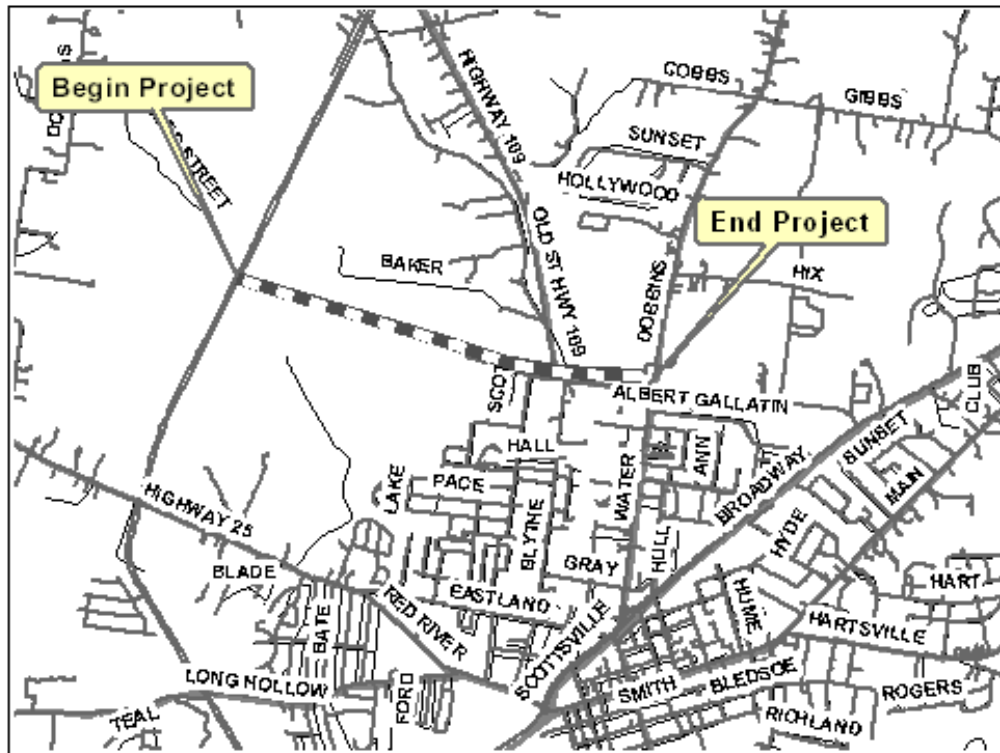 HIGHWAY 109
COBBS
GIBBS
Begin Project
STREET
SUNSET
HOLLYWOOD
OLD ST HWY 109
End Project
BAKER
DOBBINS
HIX
SCOT
ALBERT GALLATIN
CLUB
HALL
ANN
SUNSET
LAKE
PACE
WATER
BROADWAY
MAIN
HIGHWAY 25
BLYTHE
HYDE
HULL
GRAY
BLADE
EASTLAND
HUME
HART
RED RIVER
BATE
SCOTTSVILLE
HARTSVILLE
LONG HOLLOW
FORD
SMITH
BLEDSOE
ROGERS
TEAL
RICHLAND